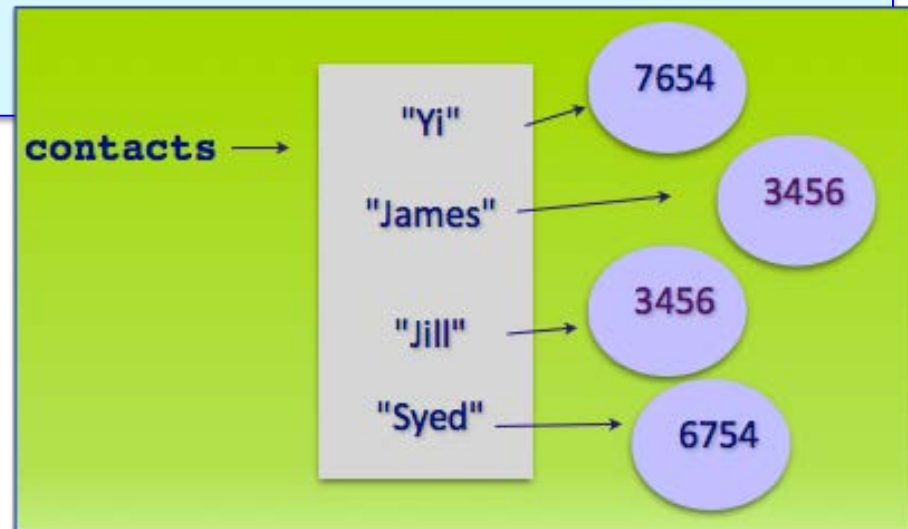 contacts
"Yi"
7654
"James"
3456
"Jill"
3456
"Syed"
6754